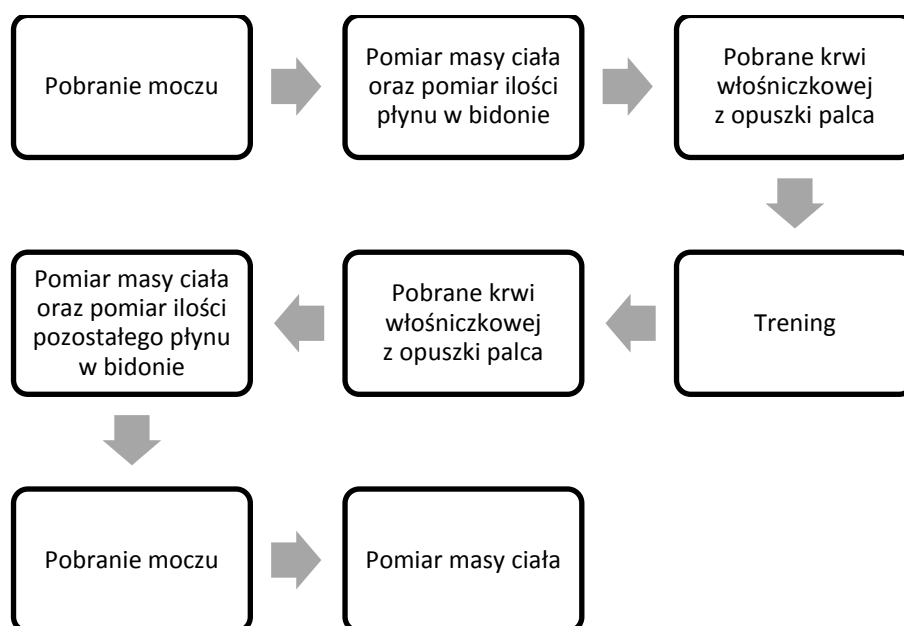 Pobranie moczu
Pomiar masy ciała
oraz pomiar ilości
płynu w bidonie
Pobrane krwi
włośniczkowej
z opuszki palca
Trening
Pobrane krwi
włośniczkowej
z opuszki palca
Pomiar masy ciała
oraz pomiar ilości
pozostałego płynu
w bidonie
Pobranie moczu
Pomiar masy ciała